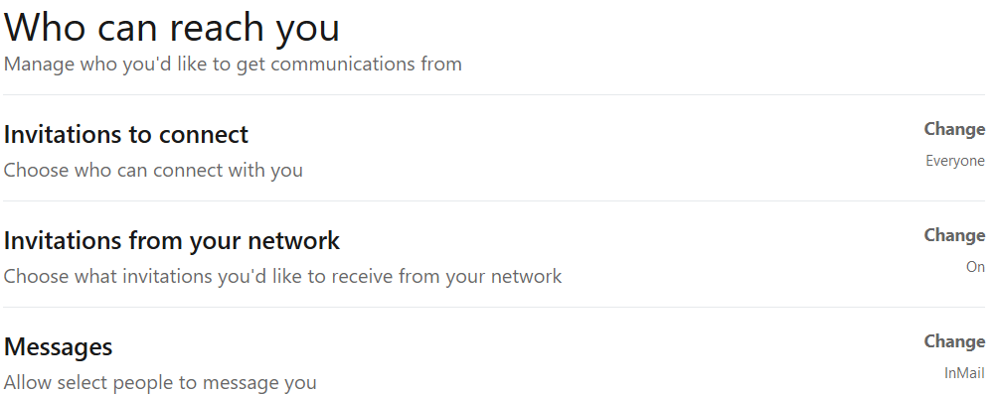 Who can reach you
Manage who you'd like to get communications from
Invitations to connect
Change
Choose who can connect with you
Everyone
Invitations from your network
Change
Choose what invitations you'd like to receive from your network
On
Messages
Change
Allow select people to message you
InMail